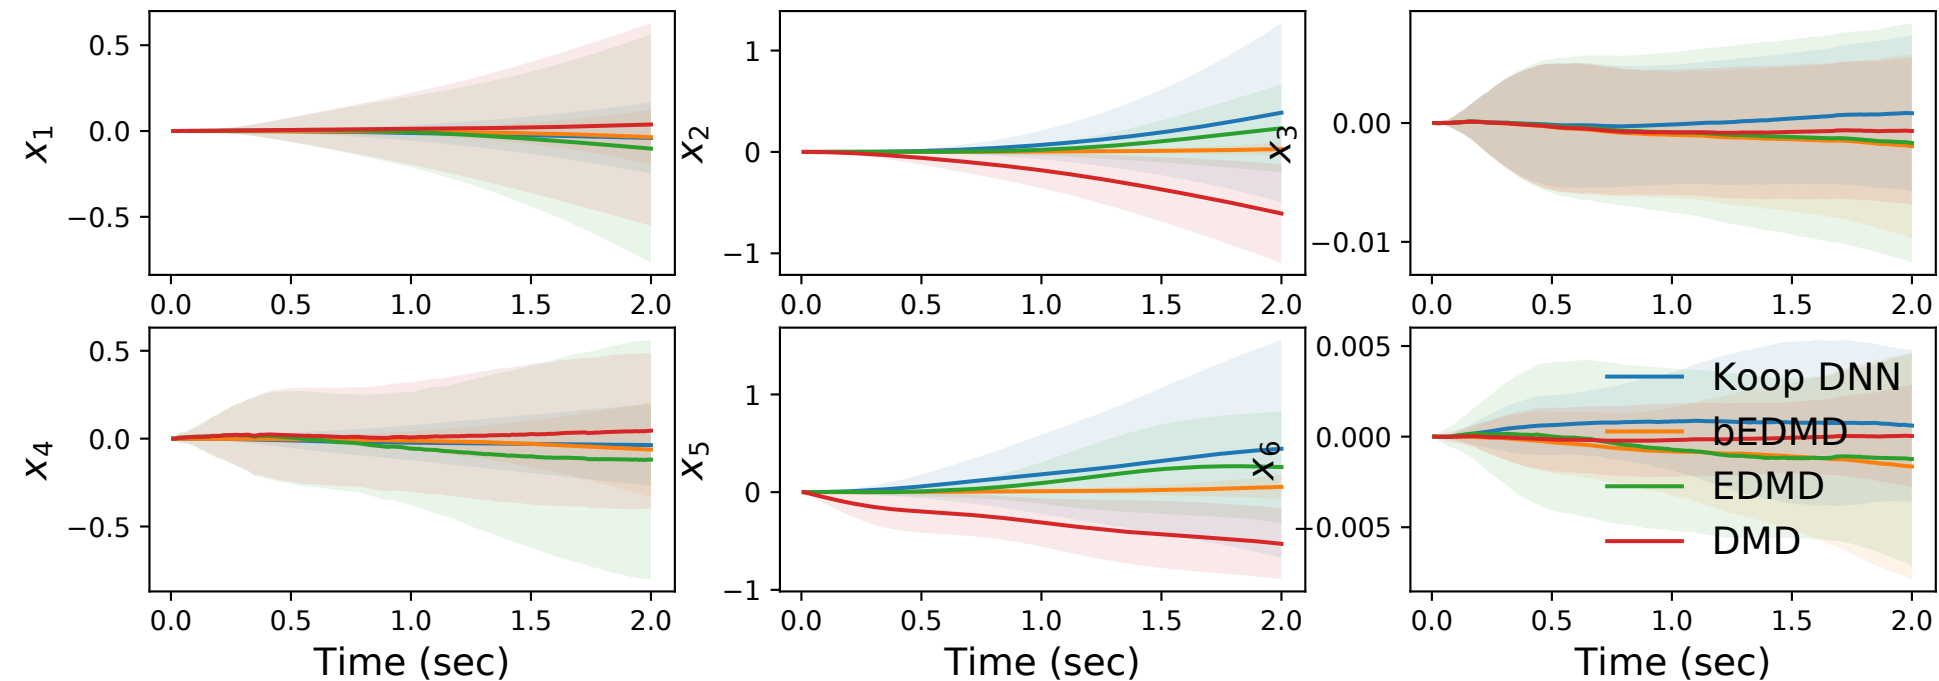 x1
0.5
0.0
−0.5
0.0 0.5 1.0 1.5 2.0
x2
1
0
−1
0.0 0.5 1.0 1.5 2.0
x3
0.00
−0.01
0.0 0.5 1.0 1.5 2.0
x4
0.5
0.0
−0.5
0.0 0.5 1.0 1.5 2.0
Time (sec)
x5
1
0
−1
0.0 0.5 1.0 1.5 2.0
Time (sec)
x6
0.005
0.000
−0.005
Koop DNN
bEDMD
EDMD
DMD
0.0 0.5 1.0 1.5 2.0
Time (sec)